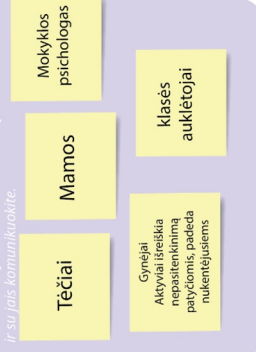 ir su jais komunikuokite.
Tėčiai
Mamos
Mokyklos
psichologas
Gynėjai
Aktyviai išreiškia
nepasitenkinimą
patyčiomis, padeda
nukentėjusiems
klasės
auklėtojai